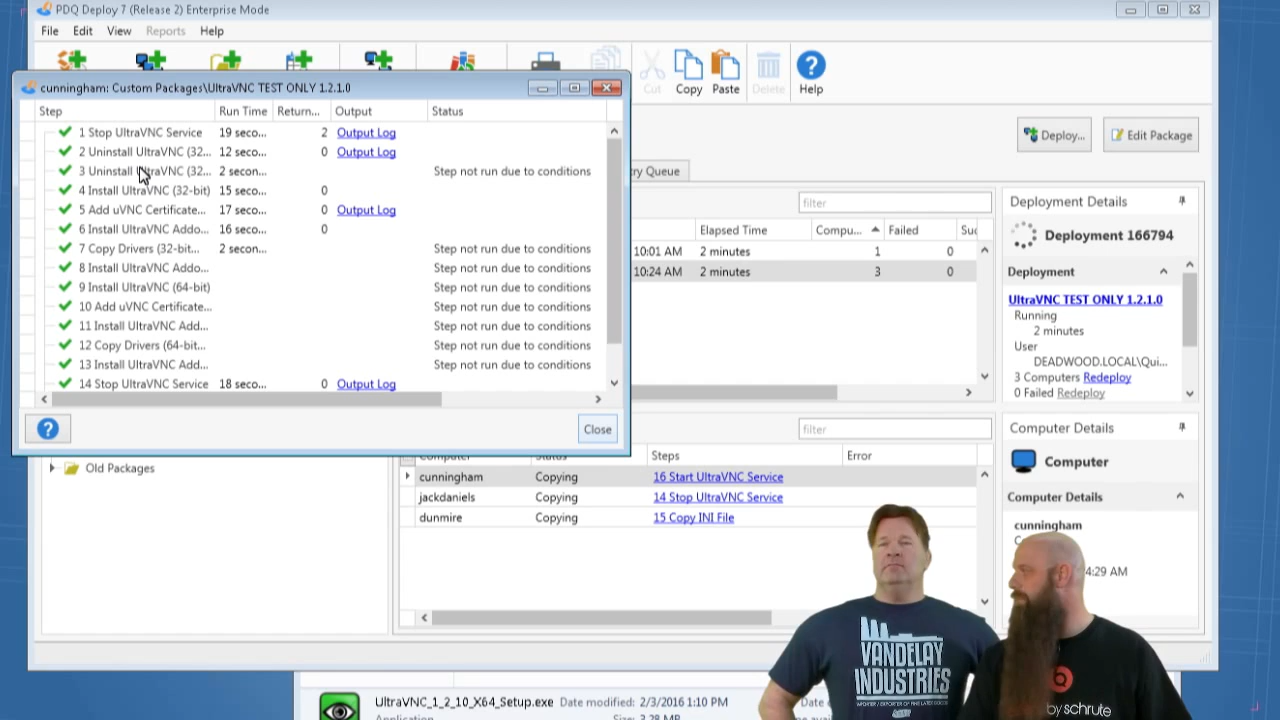 PDQ Deploy 7 (Release 2) Enterprise Mode
File Edit View Reports Help
Cut Copy Paste Delete Help
cunningham: Custom Packages\UltraVNC TEST ONLY 1.2.1.0
Step Run Time Return... Output Status
1 Stop UltraVNC Service 19 seco... 2 Output Log
2 Uninstall UltraVNC (32... 12 seco... 0 Output Log
3 Uninstall UltraVNC (32... 2 secon... Step not run due to conditions
4 Install UltraVNC (32-bit) 15 seco... 0
5 Add uVNC Certificate... 17 seco... 0 Output Log
6 Install UltraVNC Addo... 16 seco... 0
7 Copy Drivers (32-bit... 2 secon... Step not run due to conditions
8 Install UltraVNC Addo... Step not run due to conditions
9 Install UltraVNC (64-bit) Step not run due to conditions
10 Add uVNC Certificate... Step not run due to conditions
11 Install UltraVNC Add... Step not run due to conditions
12 Copy Drivers (64-bit... Step not run due to conditions
13 Install UltraVNC Add... Step not run due to conditions
14 Stop UltraVNC Service 18 seco... 0 Output Log
Close
Deploy... Edit Package
ry Queue
filter
Elapsed Time Compu... Failed Suc
10:01 AM 2 minutes 1 0
10:24 AM 2 minutes 3 0
Deployment Details
Deployment 166794
Deployment
UltraVNC TEST ONLY 1.2.1.0
Running
2 minutes
User
DEADWOOD.LOCAL\Qui...
3 Computers Redeploy
0 Failed Redeploy
Old Packages
filter
Computer Status Steps Error
cunningham Copying 16 Start UltraVNC Service
jackdaniels Copying 14 Stop UltraVNC Service
dunmire Copying 15 Copy INI File
Computer Details
Computer
Computer Details
cunningham
4:29 AM
VANDELAY
INDUSTRIES
by schrute
UltraVNC_1_2_10_X64_Setup.exe Date modified: 2/3/2016 1:10 PM
Application Size: 3.28 MB